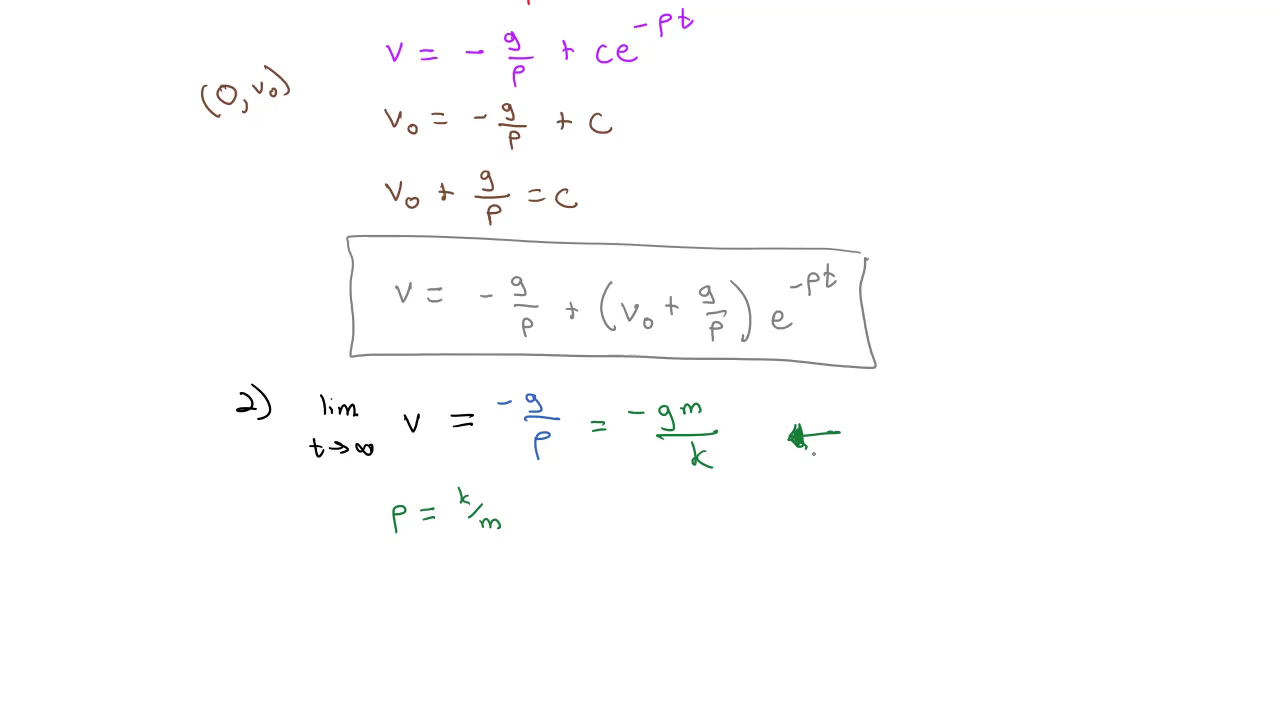 v = - g/p + ce^{-pt}
(0, v₀)
v₀ = - g/p + c
v₀ + g/p = c
v = - g/p + (v₀ + g/p) e^{-pt}
2) lim t→∞ v = -g/p = -gm/k
p = k/m